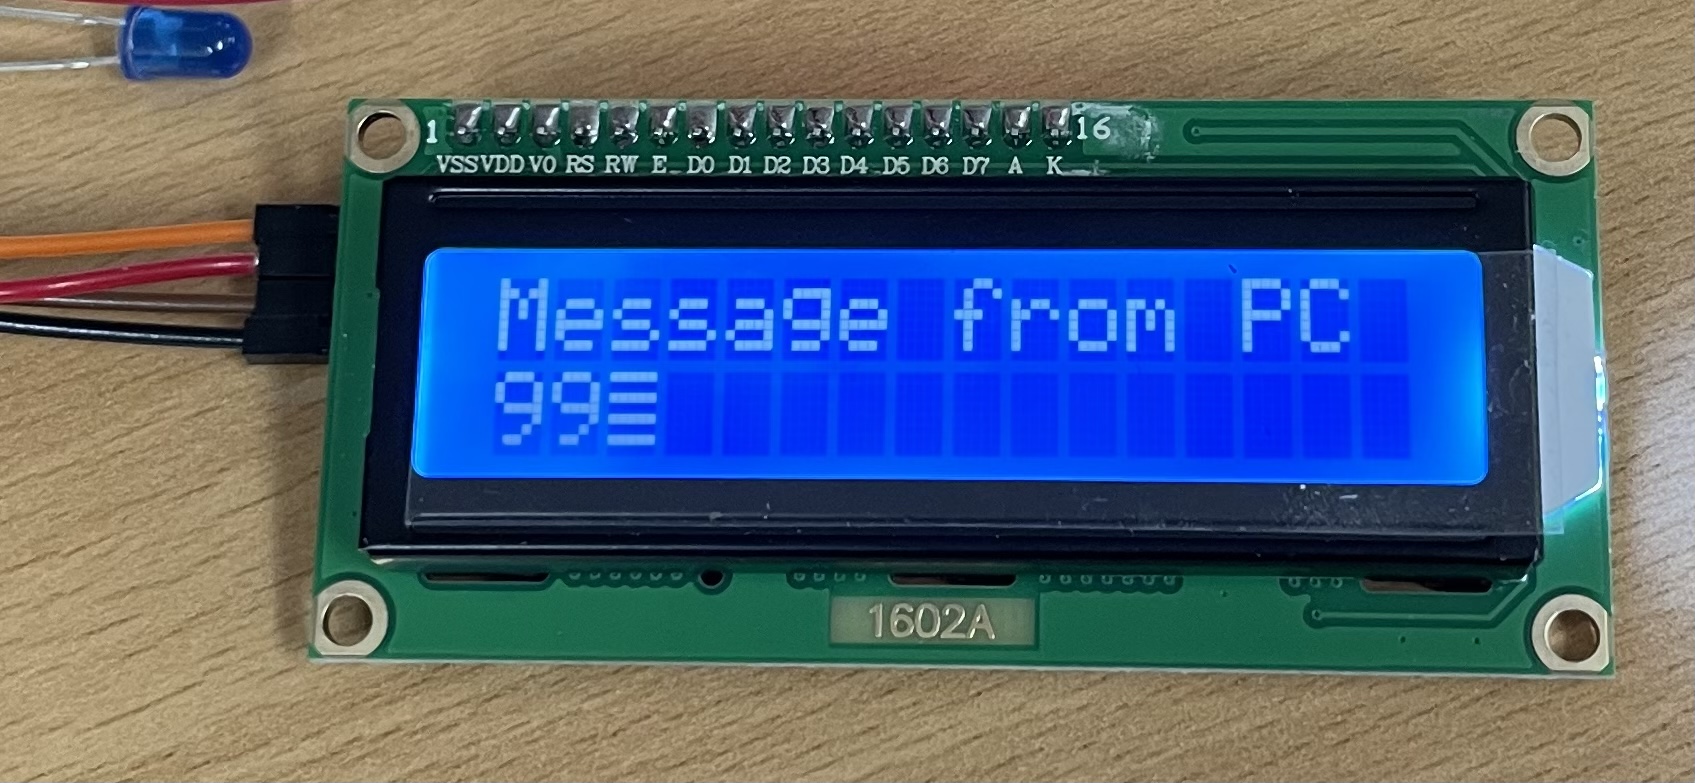 1 16
VSS VDD V0 RS RW E D0 D1 D2 D3 D4 D5 D6 D7 A K
Message from PC
99≡
1602A